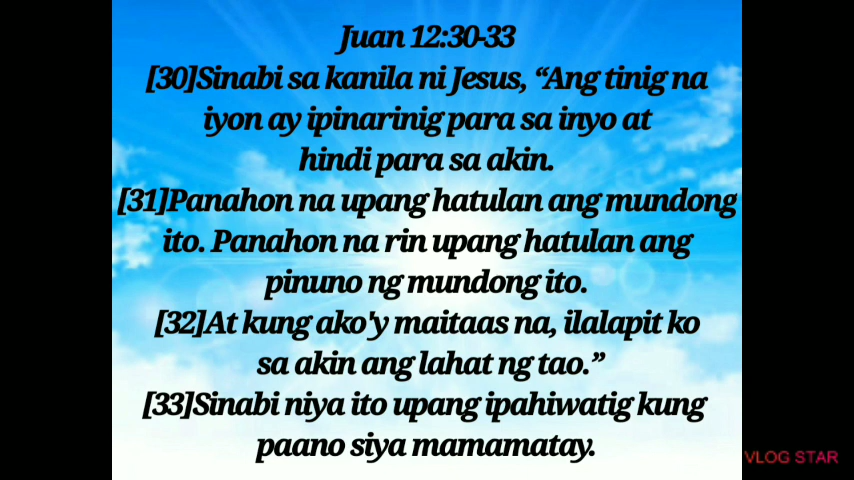 Juan 12:30-33
[30]Sinabi sa kanila ni Jesus, “Ang tinig na
iyon ay ipinarinig para sa inyo at
hindi para sa akin.
[31]Panahon na upang hatulan ang mundong
ito. Panahon na rin upang hatulan ang
pinuno ng mundong ito.
[32]At kung ako'y maitaas na, ilalapit ko
sa akin ang lahat ng tao.”
[33]Sinabi niya ito upang ipahiwatig kung
paano siya mamamatay.
VLOG STAR